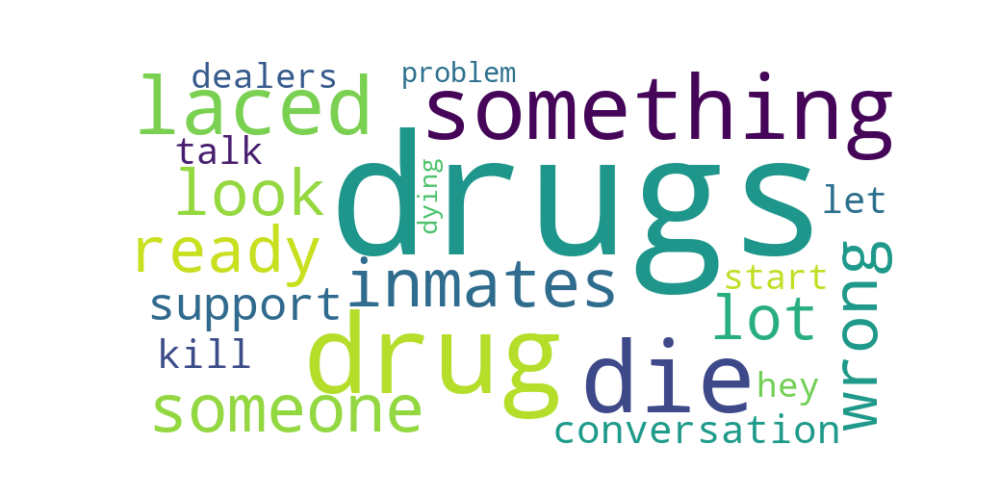 dealers
problem
laced
something
talk
drugs
dying
look
let
ready
inmates
start
support
lot
wrong
kill
drug
die
hey
someone
conversation